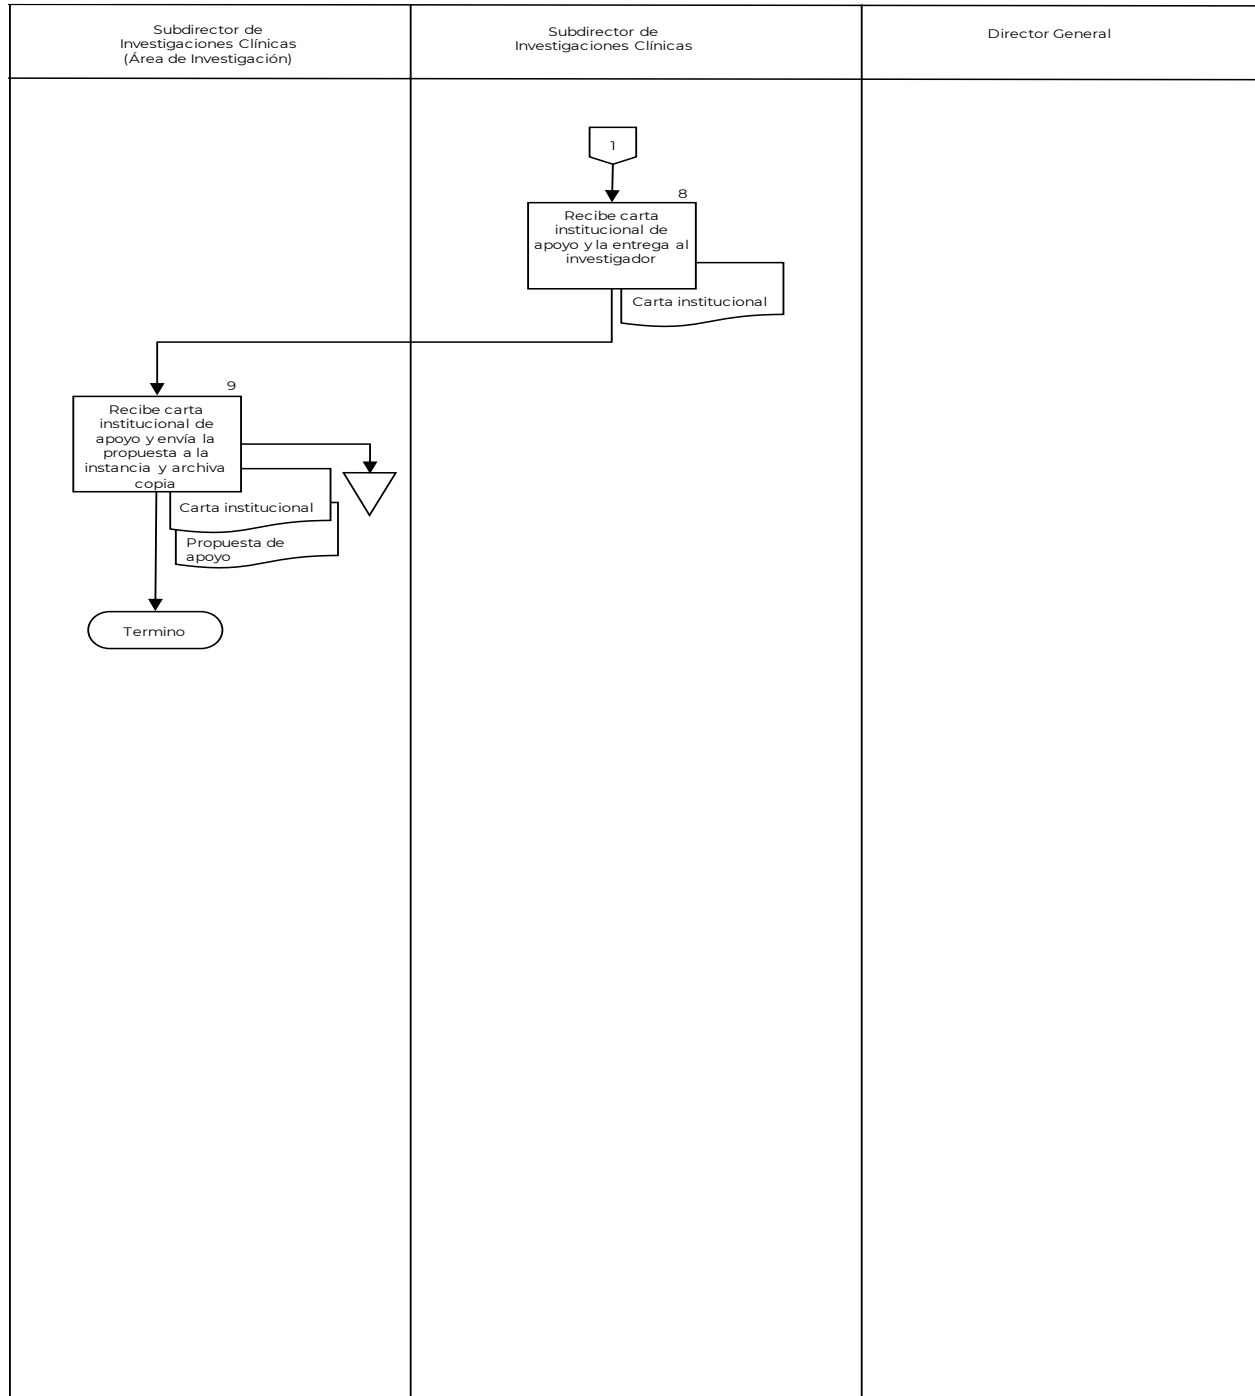 Subdirector de
Investigaciones Clínicas
(Área de Investigación)
Subdirector de
Investigaciones Clínicas
Director General
1
8
Recibe carta
institucional de
apoyo y la entrega al
investigador
Carta institucional
9
Recibe carta
institucional de
apoyo y envía la
propuesta a la
instancia y archiva
copia
Carta institucional
Propuesta de
apoyo
Termino